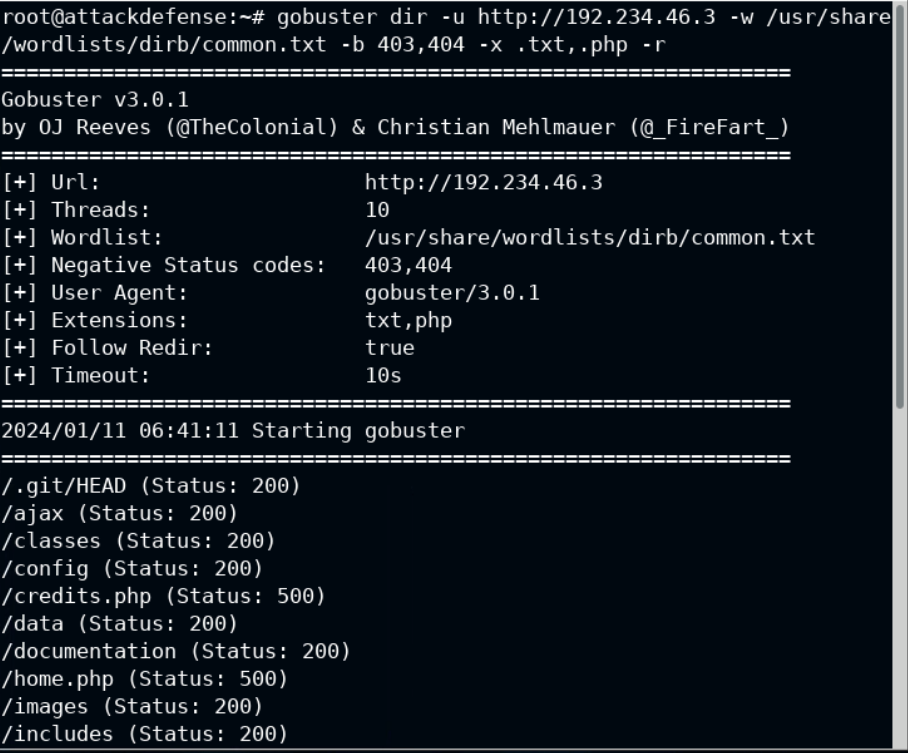 root@attackdefense:~# gobuster dir -u http://192.234.46.3 -w /usr/share
/wordlists/dirb/common.txt -b 403,404 -x .txt,.php -r
===============================================================
Gobuster v3.0.1
by OJ Reeves (@TheColonial) & Christian Mehlmauer (@_FireFart_)
===============================================================
[+] Url:                     http://192.234.46.3
[+] Threads:                 10
[+] Wordlist:                /usr/share/wordlists/dirb/common.txt
[+] Negative Status codes:   403,404
[+] User Agent:              gobuster/3.0.1
[+] Extensions:              txt,php
[+] Follow Redir:            true
[+] Timeout:                 10s
===============================================================
2024/01/11 06:41:11 Starting gobuster
===============================================================
/.git/HEAD (Status: 200)
/ajax (Status: 200)
/classes (Status: 200)
/config (Status: 200)
/credits.php (Status: 500)
/data (Status: 200)
/documentation (Status: 200)
/home.php (Status: 500)
/images (Status: 200)
/includes (Status: 200)